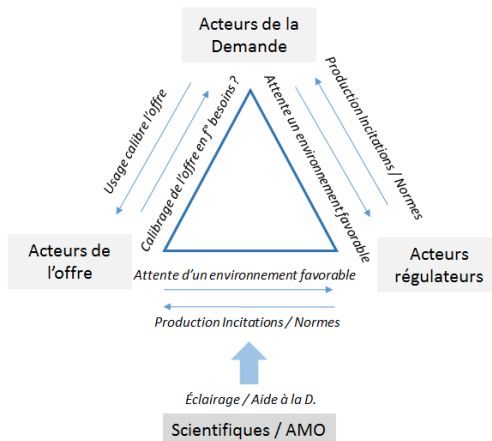 Acteurs de la
Demande
Usage calibre l'offre
Calibrage de l'offre en f° besoins ?
Attente un environnement favorable
Production Incitations / Normes
Acteurs de
l'offre
Acteurs
régulateurs
Attente d'un environnement favorable
Production Incitations / Normes
Éclairage / Aide à la D.
Scientifiques / AMO